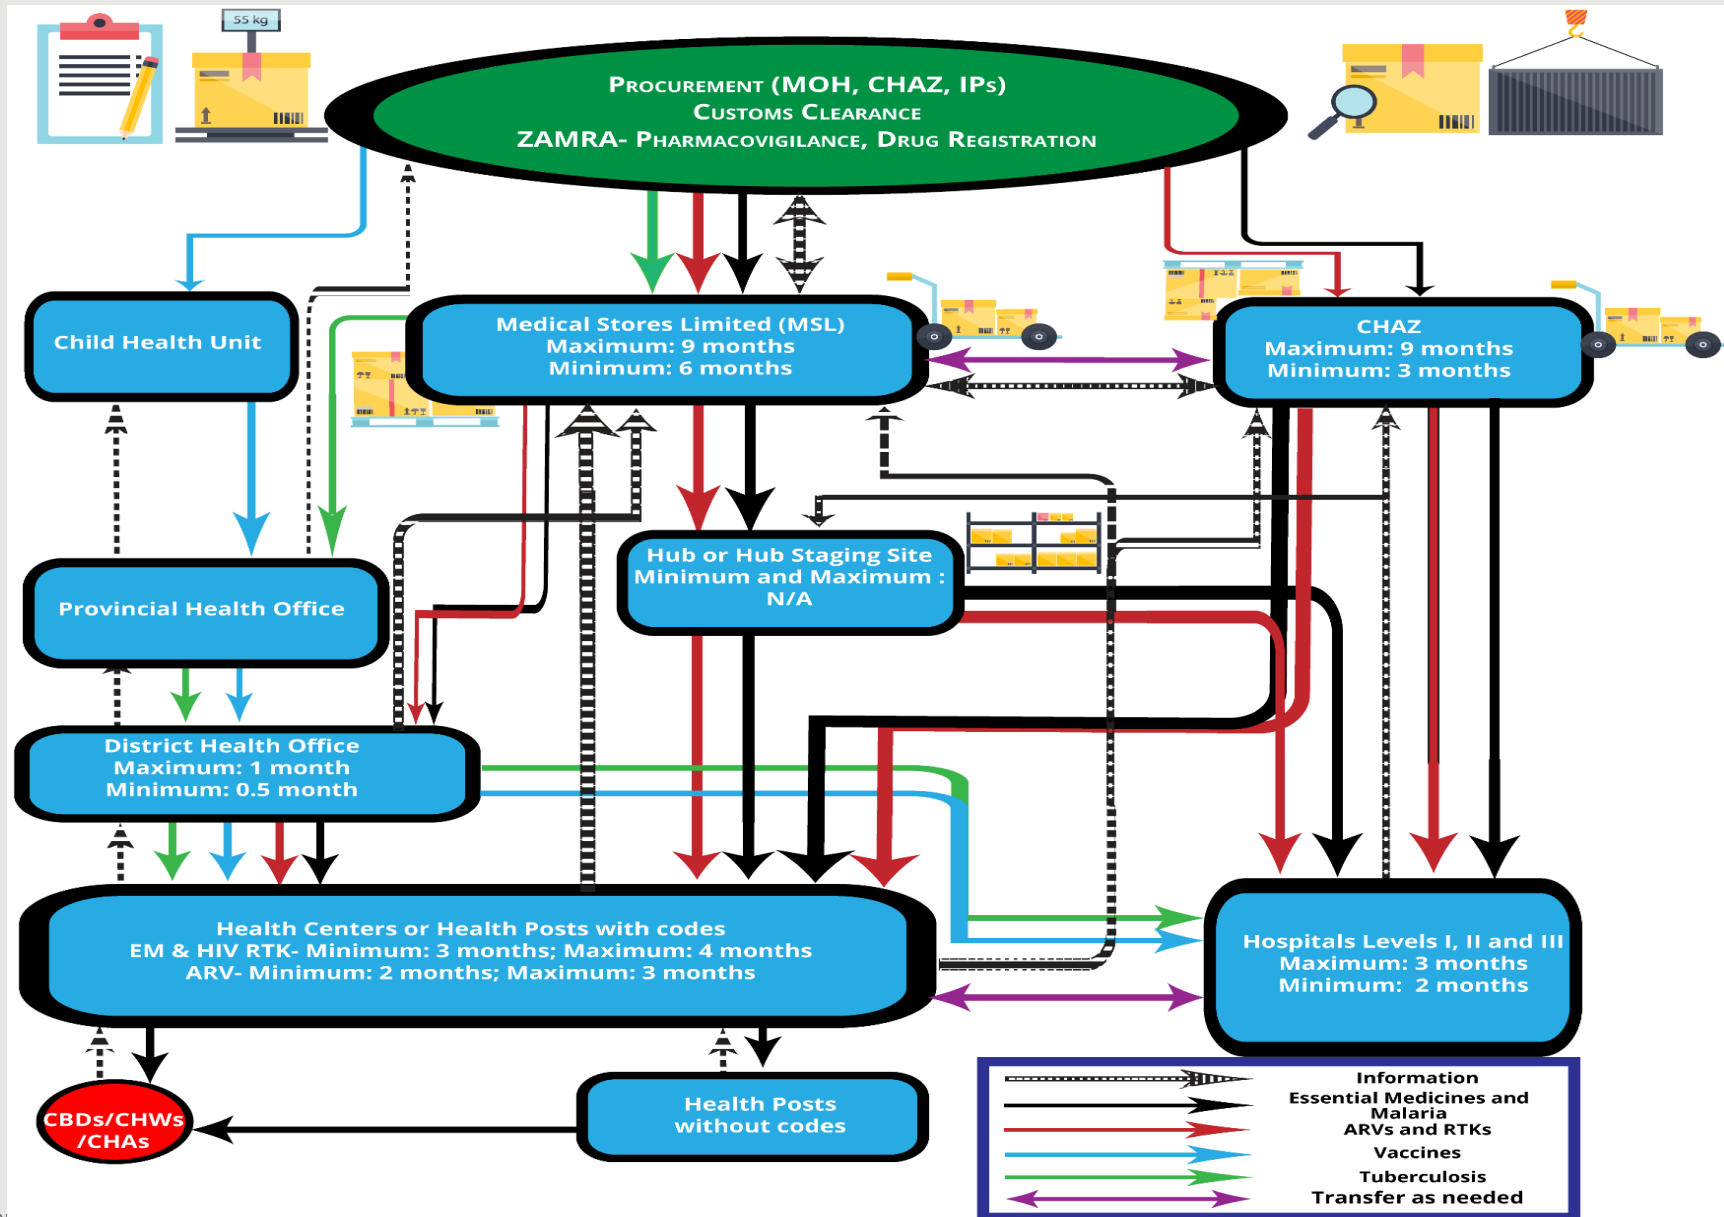 55 kg
Procurement (MOH, CHAZ, IPs)
Customs Clearance
ZAMRA- Pharmacovigilance, Drug Registration
Child Health Unit
Medical Stores Limited (MSL)
Maximum: 9 months
Minimum: 6 months
CHAZ
Maximum: 9 months
Minimum: 3 months
Hub or Hub Staging Site
Minimum and Maximum :
N/A
Provincial Health Office
District Health Office
Maximum: 1 month
Minimum: 0.5 month
Health Centers or Health Posts with codes
EM & HIV RTK- Minimum: 3 months; Maximum: 4 months
ARV- Minimum: 2 months; Maximum: 3 months
Hospitals Levels I, II and III
Maximum: 3 months
Minimum:  2 months
CBDs/CHWs
/CHAs
Health Posts
without codes
Information
Essential Medicines and
Malaria
ARVs and RTKs
Vaccines
Tuberculosis
Transfer as needed